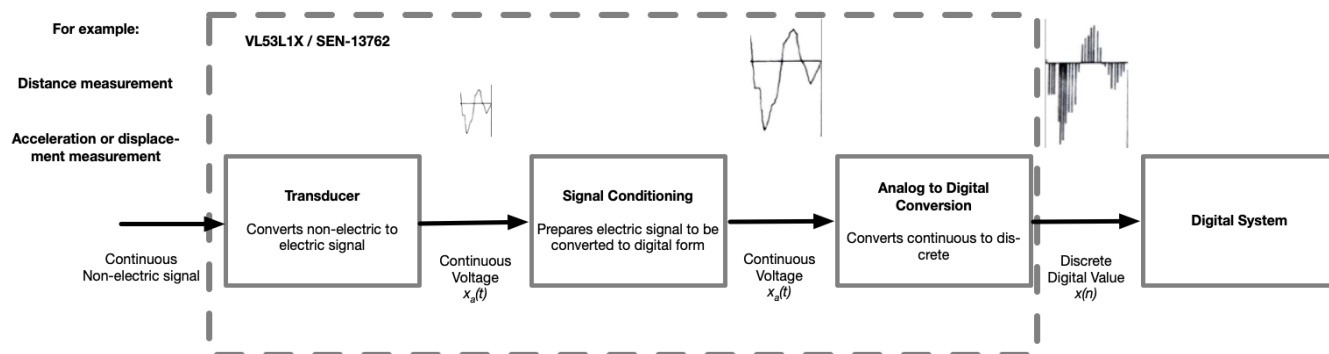 For example:
Distance measurement
Acceleration or displace-
ment measurement
VL53L1X / SEN-13762
Continuous
Non-electric signal
Transducer
Converts non-electric to
electric signal
Continuous
Voltage
xa(t)
Signal Conditioning
Prepares electric signal to be
converted to digital form
Continuous
Voltage
xa(t)
Analog to Digital
Conversion
Converts continuous to dis-
crete
Discrete
Digital Value
x(n)
Digital System